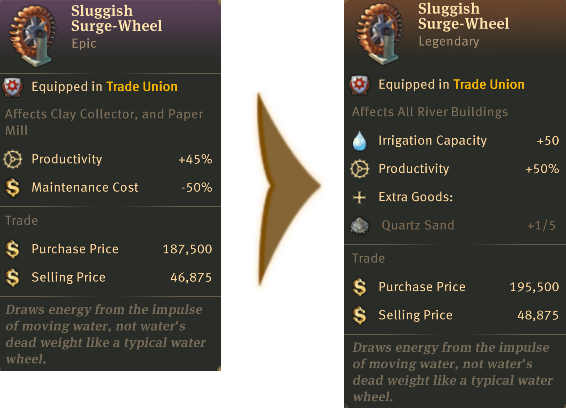 Sluggish
Surge-Wheel
Epic
Equipped in Trade Union
Affects Clay Collector, and Paper
Mill
Productivity +45%
Maintenance Cost -50%
Trade
Purchase Price 187,500
Selling Price 46,875
Draws energy from the impulse
of moving water, not water's
dead weight like a typical water
wheel.
Sluggish
Surge-Wheel
Legendary
Equipped in Trade Union
Affects All River Buildings
Irrigation Capacity +50
Productivity +50%
Extra Goods:
Quartz Sand +1/5
Trade
Purchase Price 195,500
Selling Price 48,875
Draws energy from the impulse
of moving water, not water's
dead weight like a typical water
wheel.